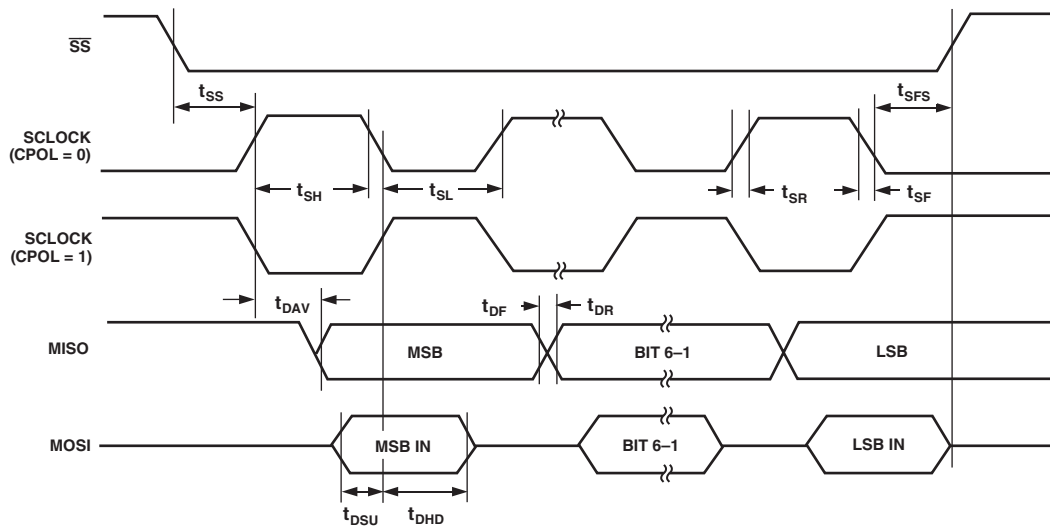 SS
tSS
tSFS
SCLOCK
(CPOL = 0)
tSH
tSL
tSR
tSF
SCLOCK
(CPOL = 1)
tDAV
tDF
tDR
MISO
MSB
BIT 6–1
LSB
MOSI
MSB IN
BIT 6–1
LSB IN
tDSU
tDHD